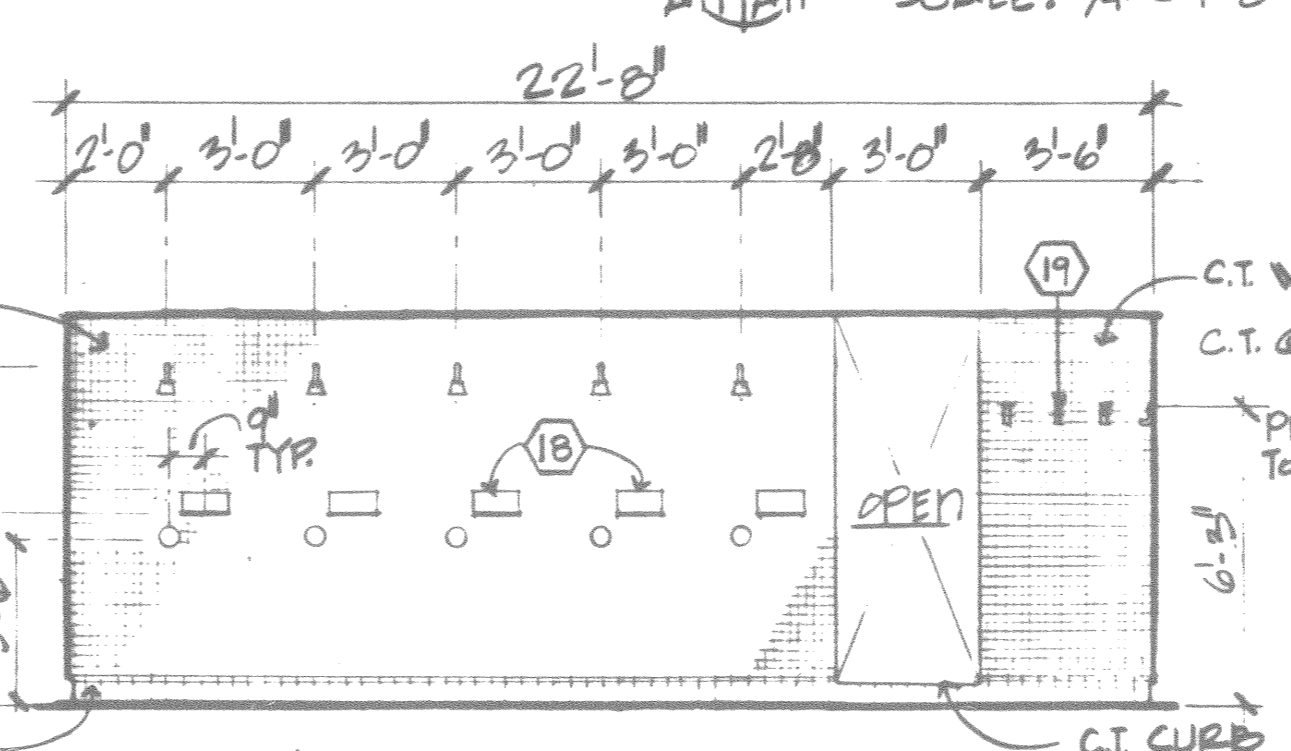 SCALE:
22'-8"
2'-0" 3'-0" 3'-0" 3'-0" 3'-0" 2'-8" 3'-0" 3'-6"
19
C.T.
C.T.
9"
TYP.
18
OPEN
6'-3"
C.T. CURB